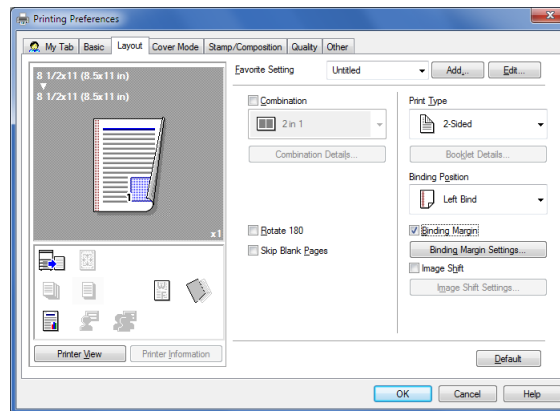 Printing Preferences
My Tab Basic Layout Cover Mode Stamp/Composition Quality Other
8 1/2x11 (8.5x11 in)
8 1/2x11 (8.5x11 in)
1
x1
Printer View Printer Information
Favorite Setting Untitled Add... Edit...
Combination
2 in 1
Combination Details...
Rotate 180
Skip Blank Pages
Print Type
2-Sided
Booklet Details...
Binding Position
Left Bind
Binding Margin
Binding Margin Settings...
Image Shift
Image Shift Settings...
Default
OK Cancel Help